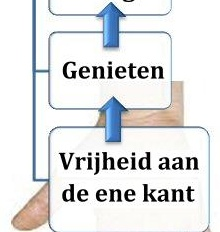 Genieten
Vrijheid aan
de ene kant